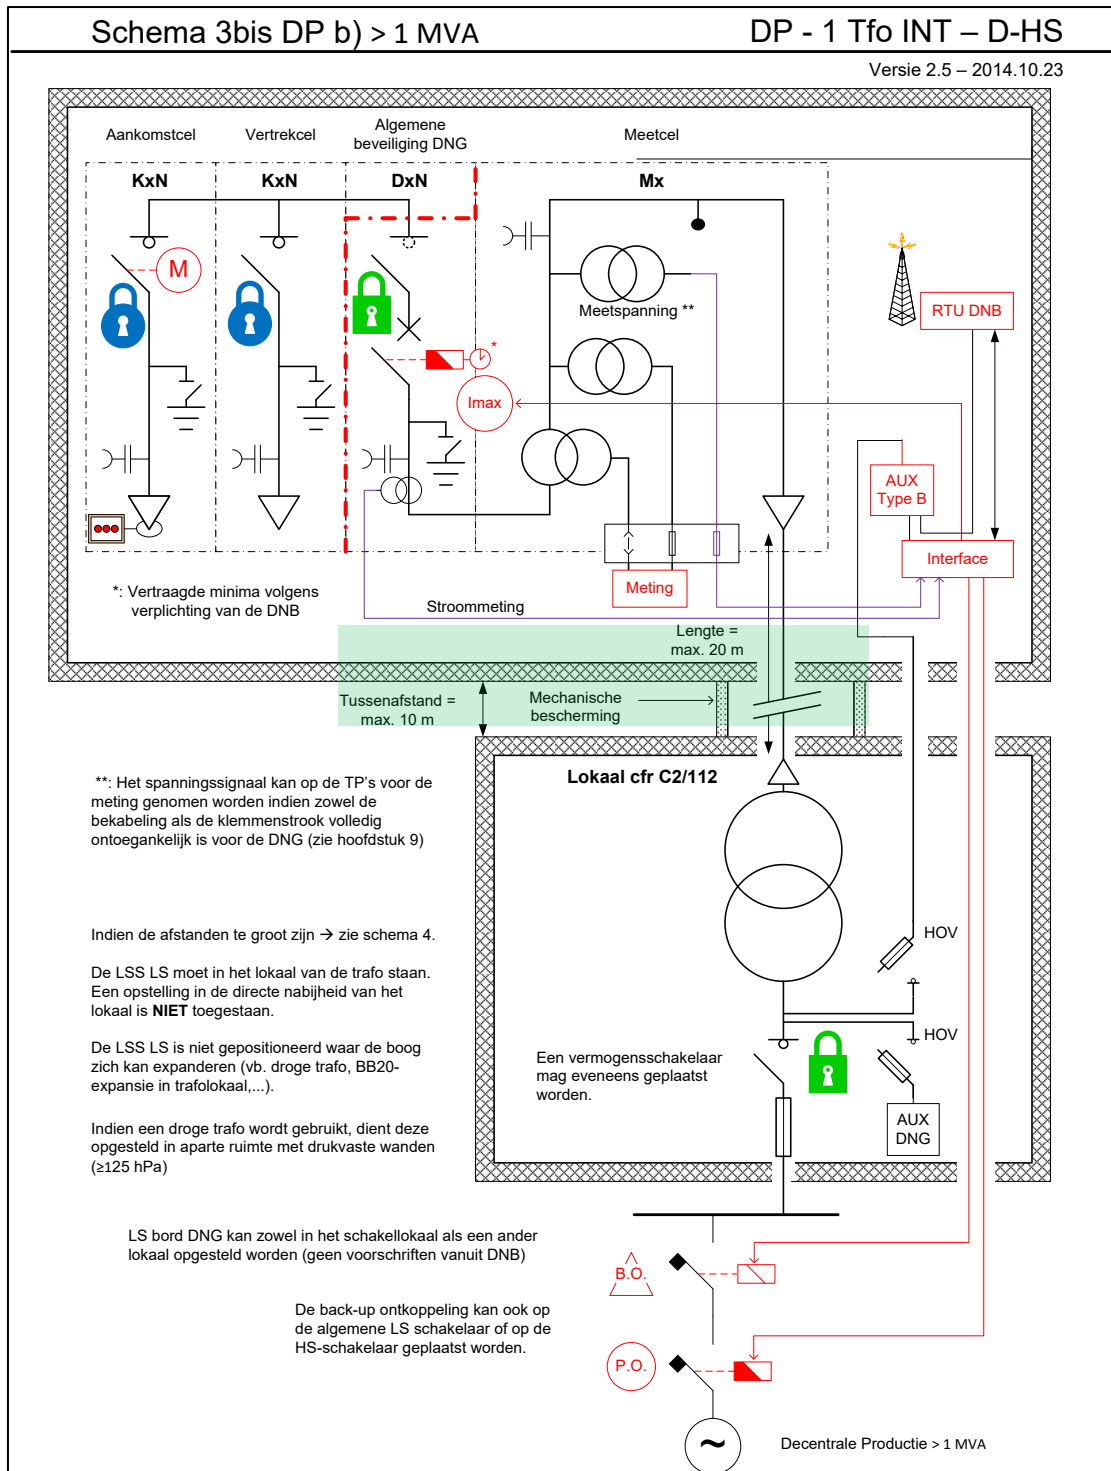 Schema 3bis DP b) > 1 MVA
DP - 1 Tfo INT – D-HS
Versie 2.5 – 2014.10.23
Aankomstcel
Vertrekcel
Algemene
beveiliging DNG
Meetcel
KxN
KxN
DxN
Mx
M
Meetspanning **
RTU DNB
*
Imax
AUX
Type B
Interface
Meting
*: Vertraagde minima volgens
verplichting van de DNB
Stroommeting
Lengte =
max. 20 m
Tussenafstand =
max. 10 m
Mechanische
bescherming
Lokaal cfr C2/112
**: Het spanningssignaal kan op de TP's voor de
meting genomen worden indien zowel de
bekabeling als de klemmenstrook volledig
ontoegankelijk is voor de DNG (zie hoofdstuk 9)
Indien de afstanden te groot zijn → zie schema 4.
De LSS LS moet in het lokaal van de trafo staan.
Een opstelling in de directe nabijheid van het
lokaal is NIET toegestaan.
De LSS LS is niet gepositioneerd waar de boog
zich kan expanderen (vb. droge trafo, BB20-
expansie in trafolokaal,...).
Indien een droge trafo wordt gebruikt, dient deze
opgesteld in aparte ruimte met drukvaste wanden
(≥125 hPa)
HOV
HOV
Een vermogensschakelaar
mag eveneens geplaatst
worden.
AUX
DNG
LS bord DNG kan zowel in het schakellokaal als een ander
lokaal opgesteld worden (geen voorschriften vanuit DNB)
B.O.
De back-up ontkoppeling kan ook op
de algemene LS schakelaar of op de
HS-schakelaar geplaatst worden.
P.O.
~
Decentrale Productie > 1 MVA